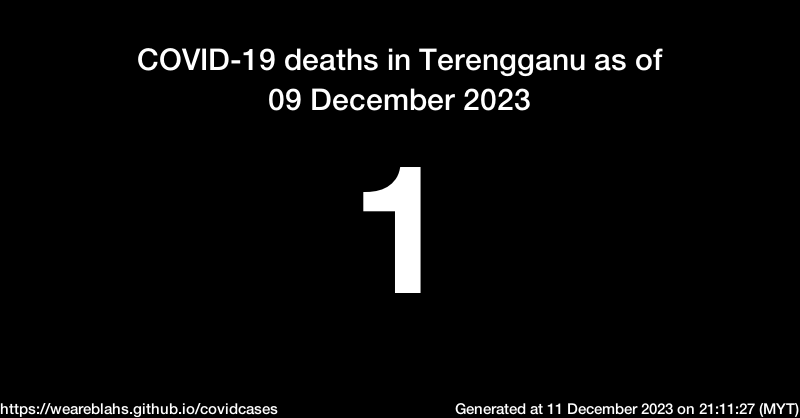 COVID-19 deaths in Terengganu as of
09 December 2023
1
https://weareblahs.github.io/covidcases
Generated at 11 December 2023 on 21:11:27 (MYT)